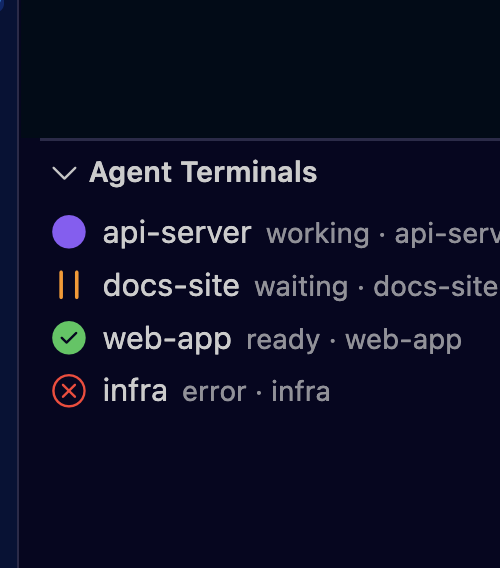 Agent Terminals
api-server working · api-serv
docs-site waiting · docs-site
web-app ready · web-app
infra error · infra